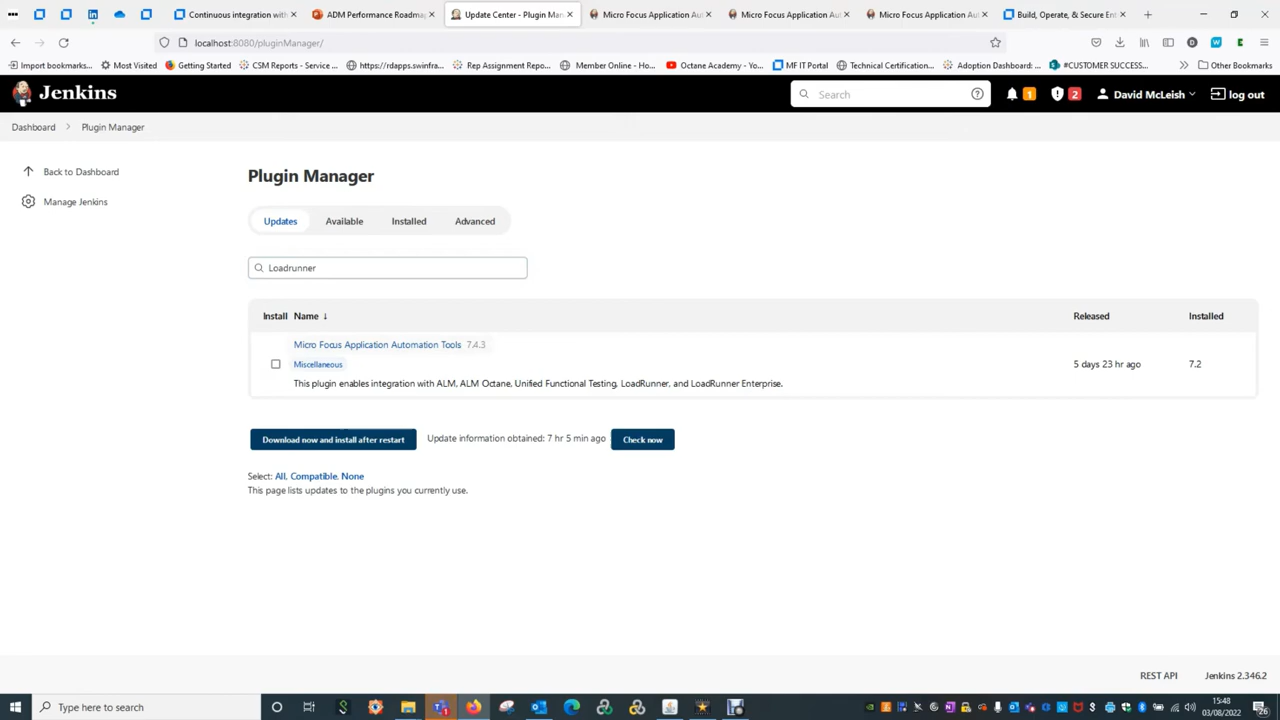 Continuous integration with
ADM Performance Roadmap
Update Center - Plugin Man
Micro Focus Application Aut
Micro Focus Application Aut
Micro Focus Application Aut
Build, Operate, & Secure Ent
localhost:8080/pluginManager/
Import bookmarks...
Most Visited
Getting Started
CSM Reports - Service ...
https://rdapps.swinfra...
Rep Assignment Repo...
Member Online - Ho...
Octane Academy - Yo...
MF IT Portal
Technical Certification...
Adoption Dashboard: ...
#CUSTOMER SUCCESS...
Other Bookmarks
Jenkins
Search
1
2
David McLeish
log out
Dashboard
Plugin Manager
Back to Dashboard
Manage Jenkins
Plugin Manager
Updates
Available
Installed
Advanced
Loadrunner
Install
Name ↓
Released
Installed
Micro Focus Application Automation Tools 7.4.3
Miscellaneous
This plugin enables integration with ALM, ALM Octane, Unified Functional Testing, LoadRunner, and LoadRunner Enterprise.
5 days 23 hr ago
7.2
Download now and install after restart
Update information obtained: 7 hr 5 min ago
Check now
Select: All, Compatible, None
This page lists updates to the plugins you currently use.
REST API
Jenkins 2.346.2
Type here to search
15:48
03/08/2022
26